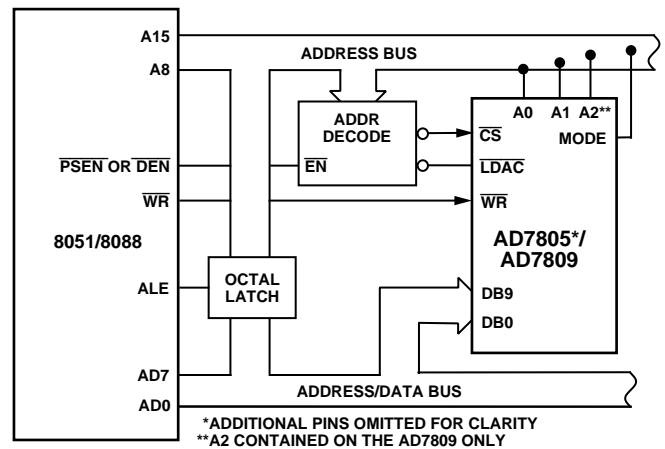 A15
ADDRESS BUS
A8
A0 A1 A2**
ADDR
DECODE
CS
MODE
PSEN OR DEN
EN
LDAC
WR
WR
8051/8088
AD7805*/
AD7809
ALE
OCTAL
LATCH
DB9
DB0
AD7
ADDRESS/DATA BUS
AD0
*ADDITIONAL PINS OMITTED FOR CLARITY
**A2 CONTAINED ON THE AD7809 ONLY